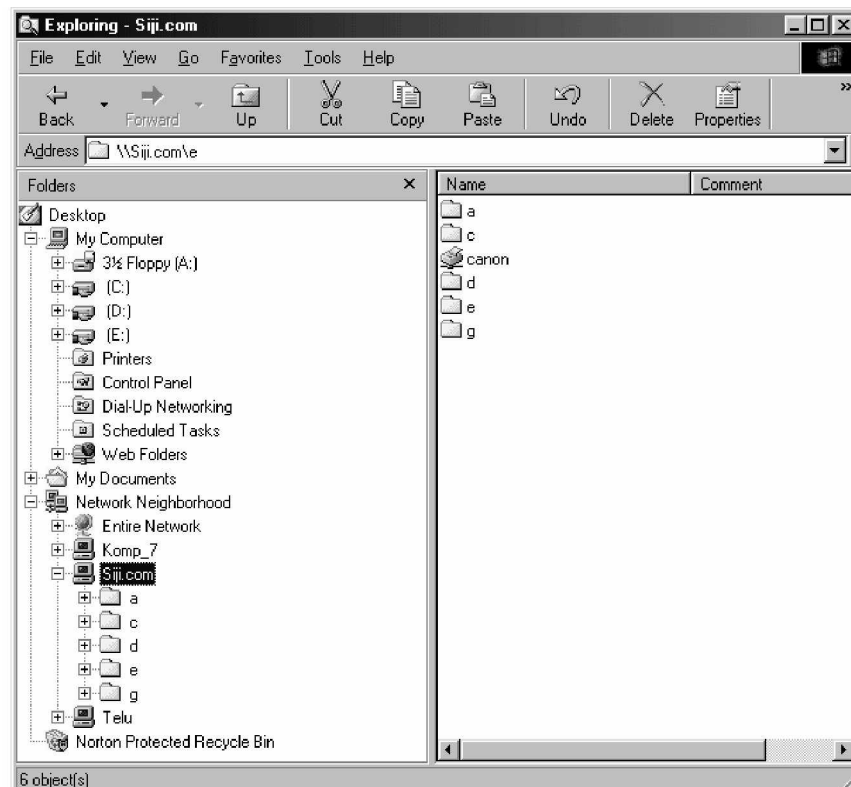 Exploring - Siji.com
File Edit View Go Favorites Tools Help
Back Forward Up Cut Copy Paste Undo Delete Properties »
Address \\Siji.com\e
Folders
Name Comment
Desktop
My Computer
3½ Floppy (A:)
(C:)
(D:)
(E:)
Printers
Control Panel
Dial-Up Networking
Scheduled Tasks
Web Folders
My Documents
Network Neighborhood
Entire Network
Komp_7
Siji.com
a
c
d
e
g
Telu
Norton Protected Recycle Bin
a
c
canon
d
e
g
6 object(s)